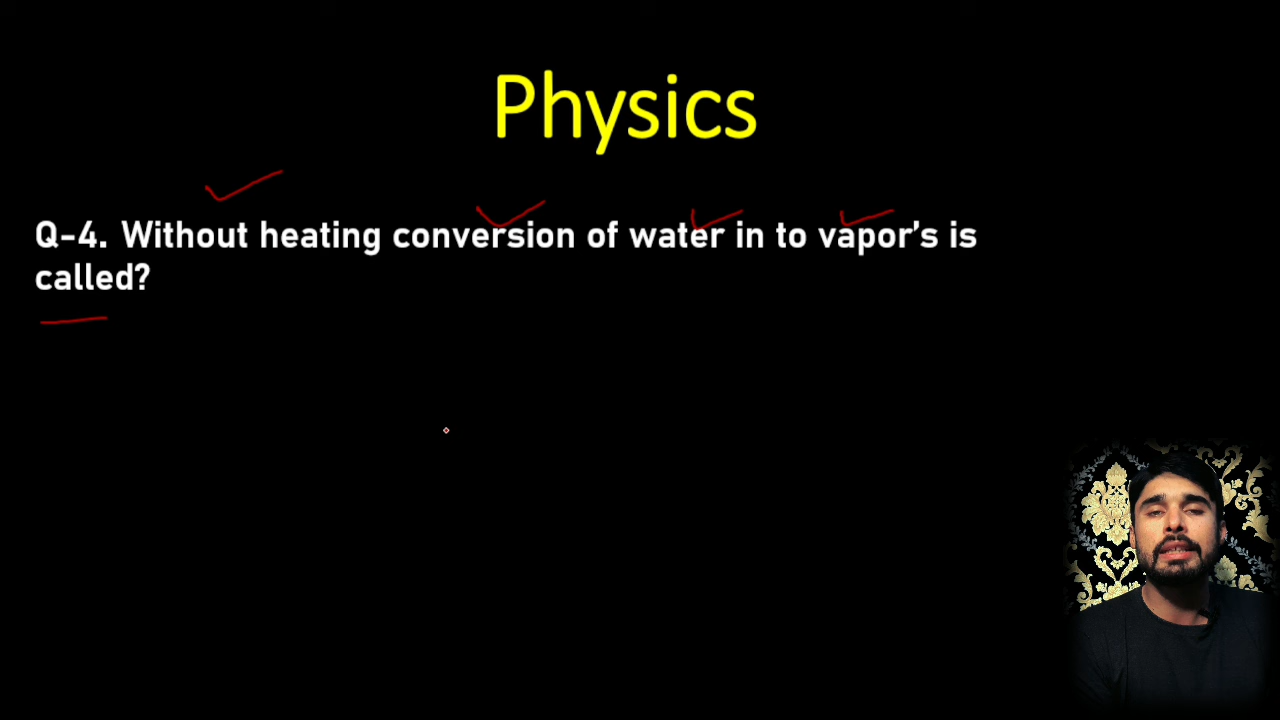 Physics
Q-4. Without heating conversion of water in to vapor's is
called?